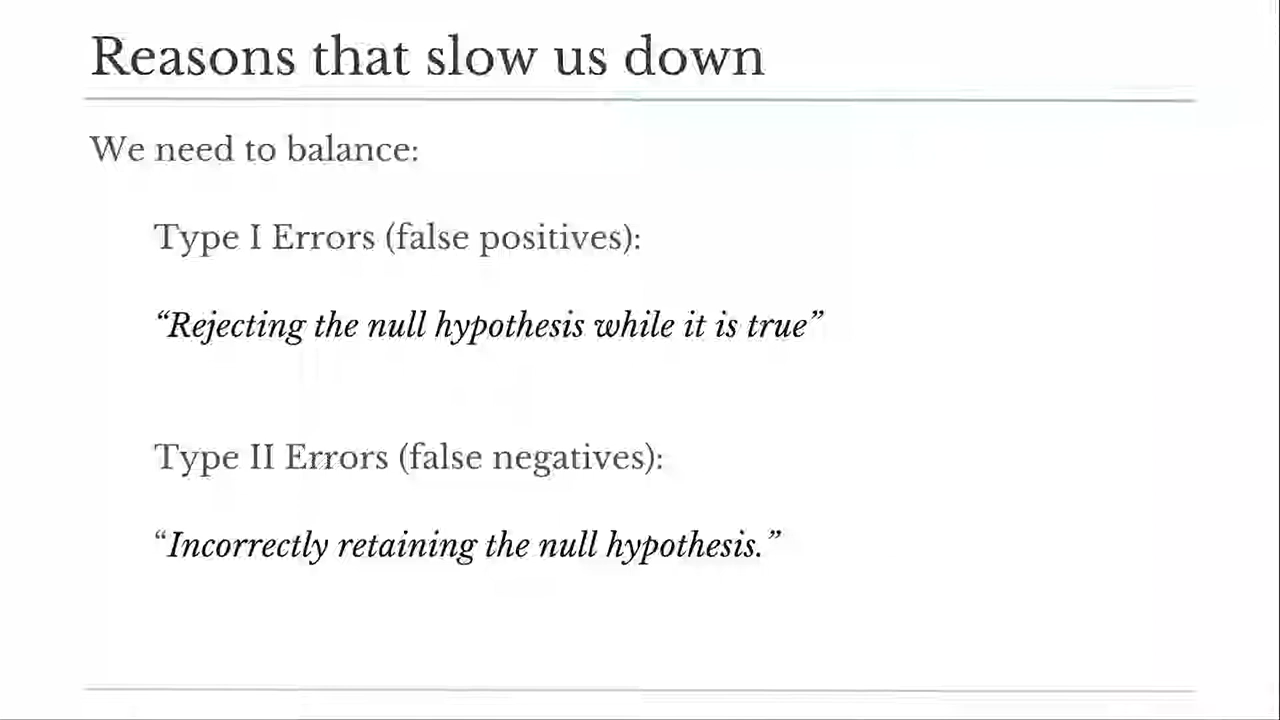 Reasons that slow us down
We need to balance:
Type I Errors (false positives):
“Rejecting the null hypothesis while it is true”
Type II Errors (false negatives):
“Incorrectly retaining the null hypothesis.”